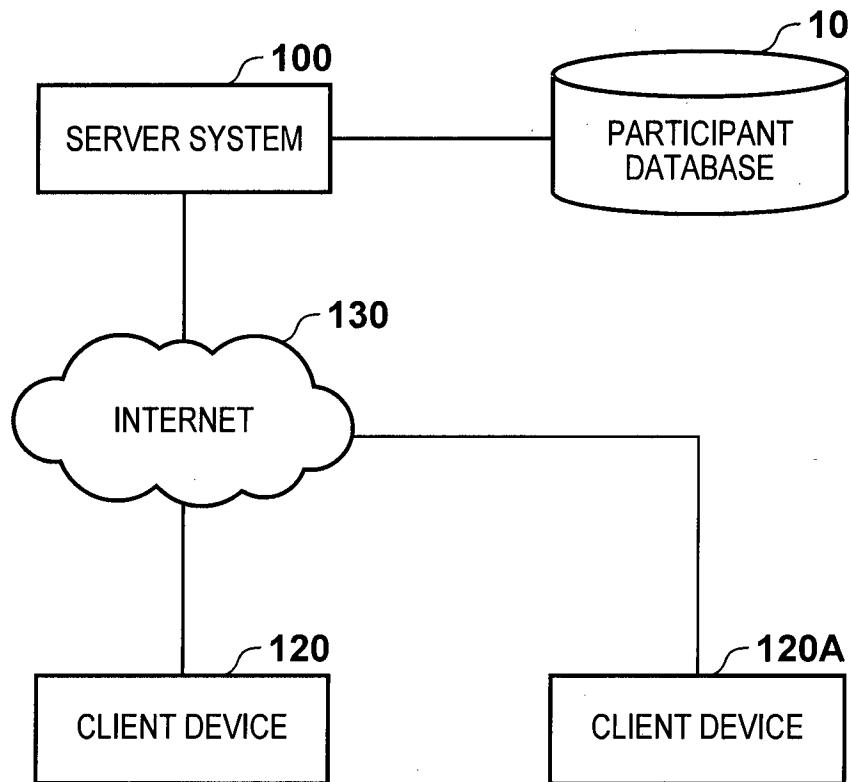 100
10
SERVER SYSTEM
PARTICIPANT
DATABASE
130
INTERNET
120
120A
CLIENT DEVICE
CLIENT DEVICE